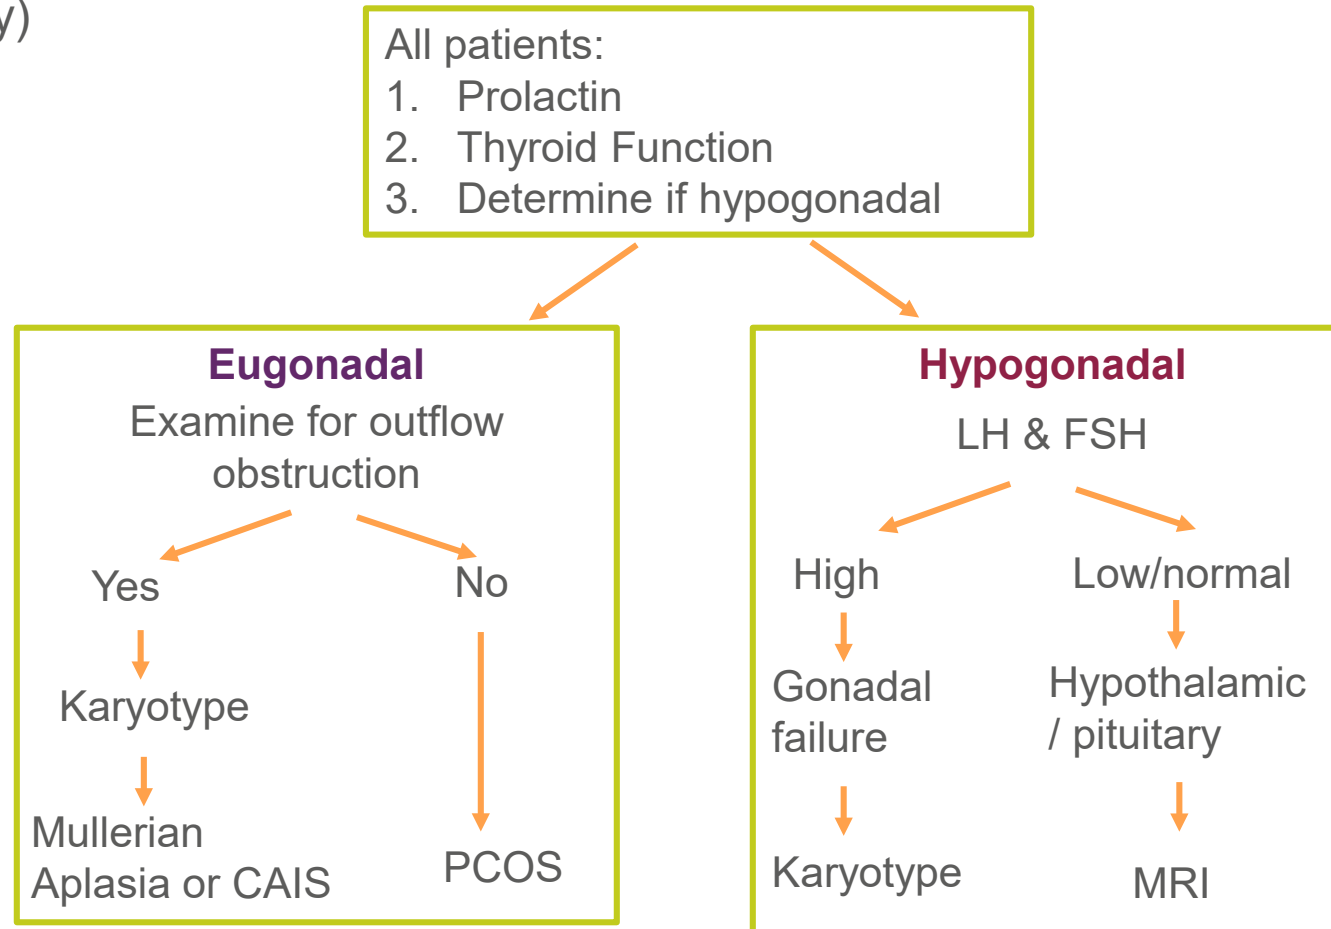 y)
All patients:
1. Prolactin
2. Thyroid Function
3. Determine if hypogonadal
Eugonadal
Examine for outflow
obstruction
Yes
No
Karyotype
Mullerian
Aplasia or CAIS
PCOS
Hypogonadal
LH & FSH
High
Low/normal
Gonadal
failure
Hypothalamic
/ pituitary
Karyotype
MRI